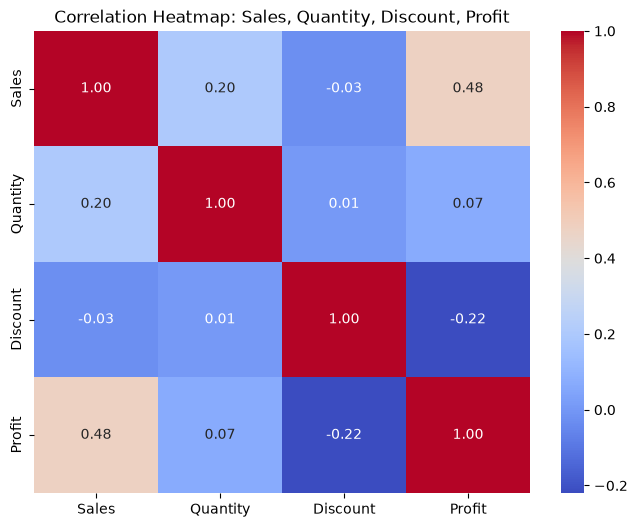 Correlation Heatmap: Sales, Quantity, Discount, Profit
Sales
1.00
0.20
-0.03
0.48
Quantity
0.20
1.00
0.01
0.07
Discount
-0.03
0.01
1.00
-0.22
Profit
0.48
0.07
-0.22
1.00
Sales
Quantity
Discount
Profit
1.0
0.8
0.6
0.4
0.2
0.0
−0.2